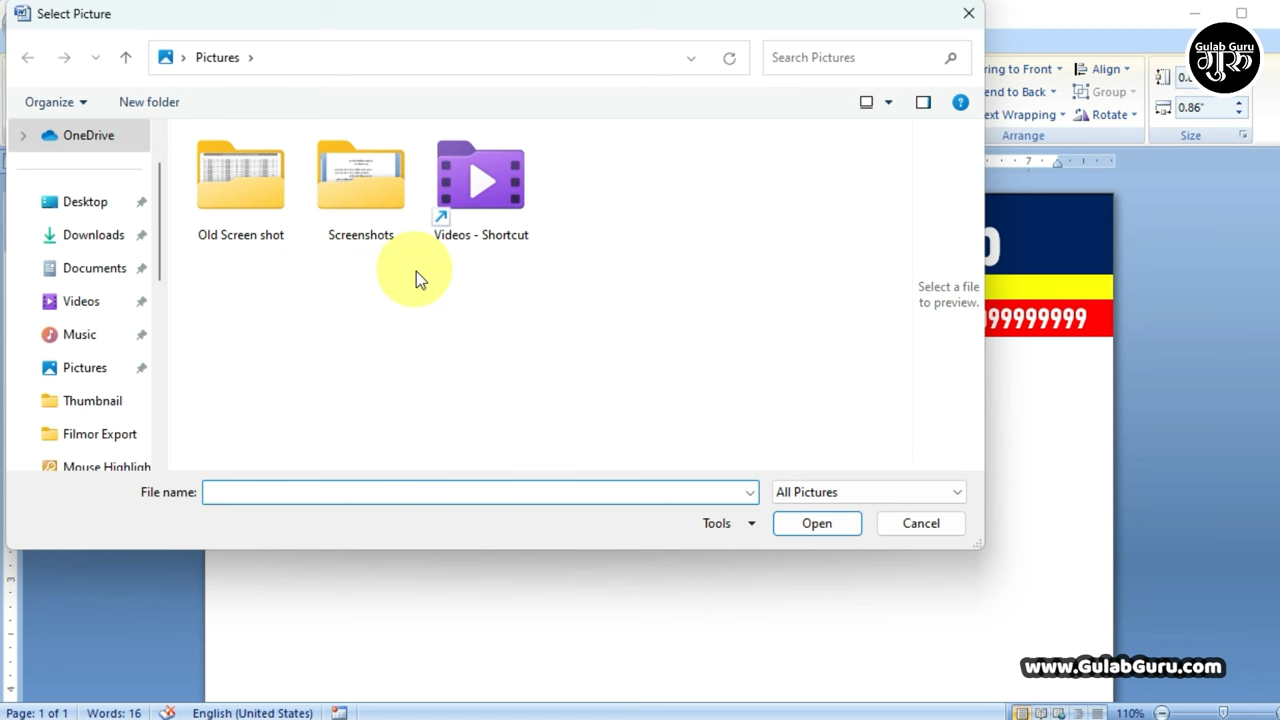 Select Picture
Pictures
Search Pictures
Gulab Guru
गुरू
Organize
New folder
OneDrive
Desktop
Downloads
Documents
Videos
Music
Pictures
Thumbnail
Filmor Export
Mouse Highligh
Old Screen shot
Screenshots
Videos - Shortcut
Select a file
to preview.
File name:
All Pictures
Tools
Open
Cancel
ring to Front
Align
end to Back
Group
ext Wrapping
Rotate
0.86"
Arrange
Size
7
99999999
3
4
www.GulabGuru.com
Page: 1 of 1
Words: 16
English (United States)
110%